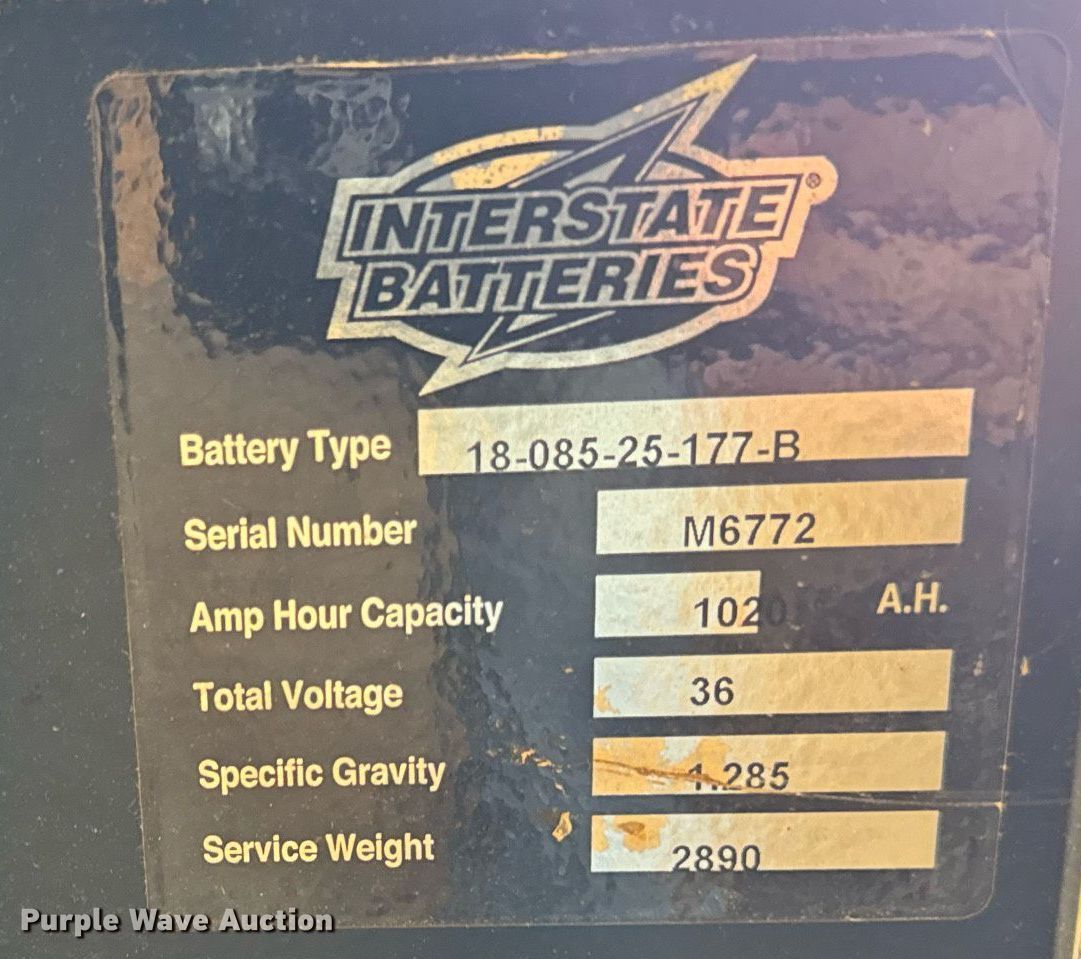 INTERSTATE ®
BATTERIES
Battery Type 18-085-25-177-B
Serial Number M6772
Amp Hour Capacity 1020 A.H.
Total Voltage 36
Specific Gravity 1.285
Service Weight 2890
Purple Wave Auction